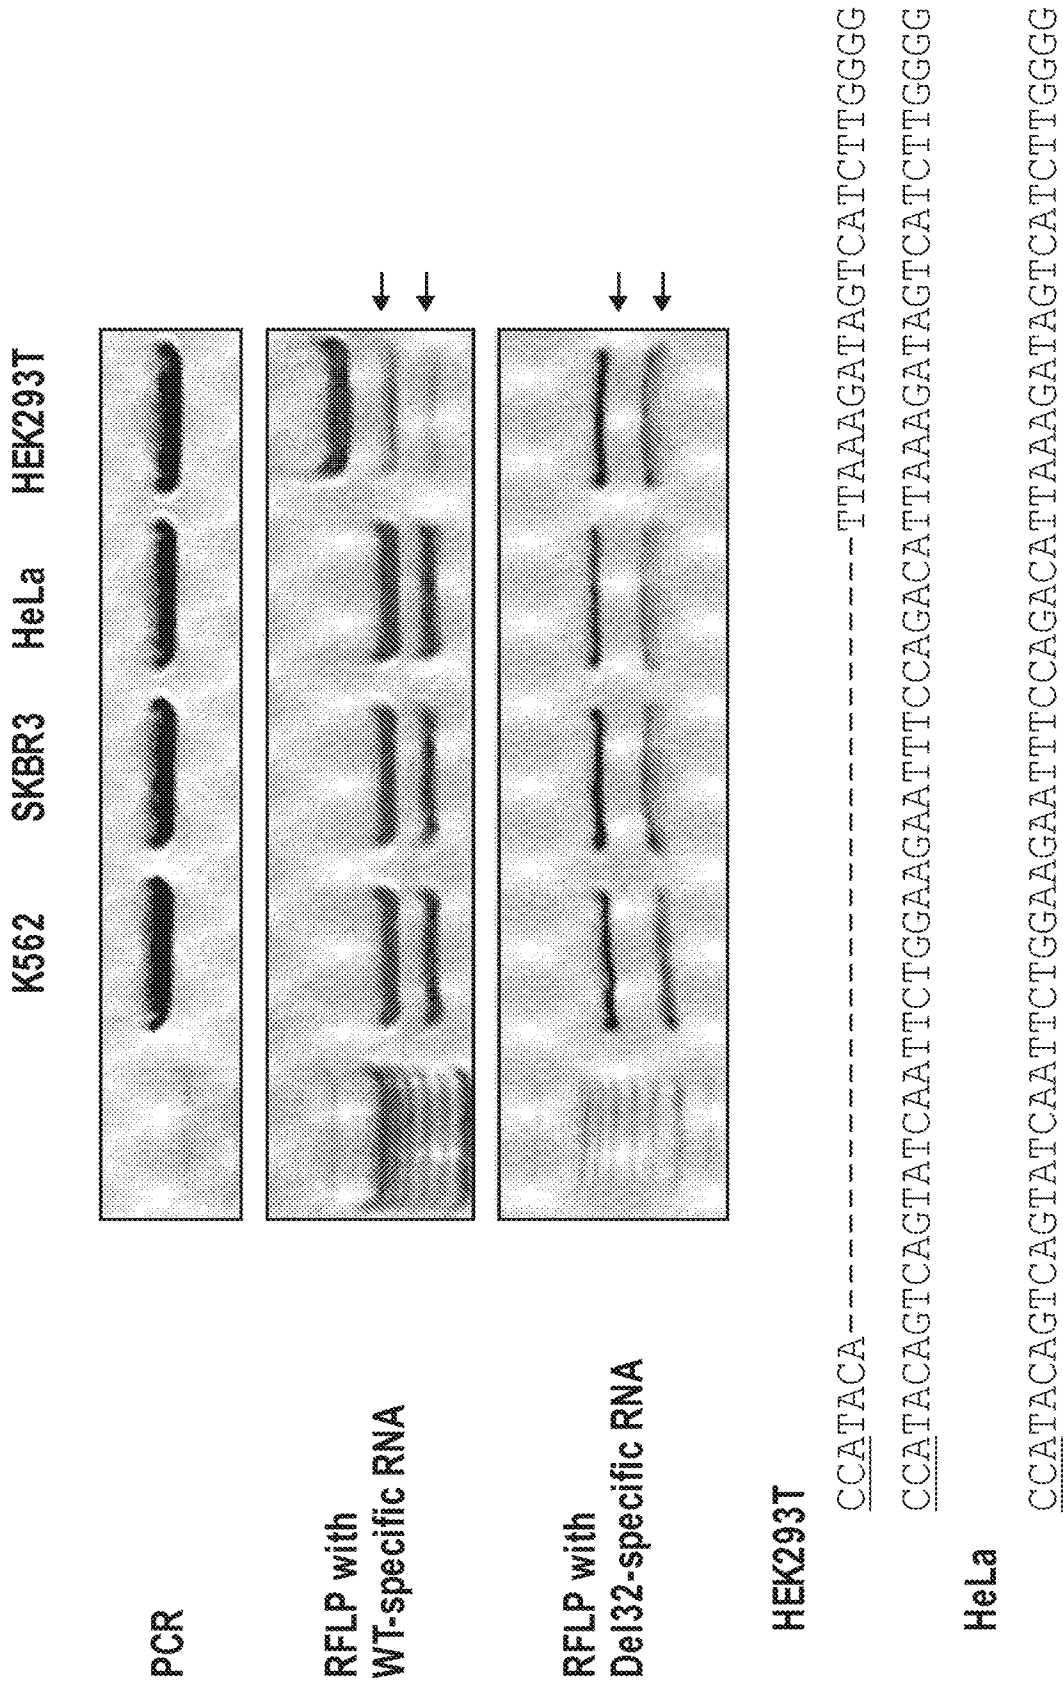 K562 SKBR3 HeLa HEK293T
PCR
RFLP with
WT-specific RNA
RFLP with
Del32-specific RNA
HEK293T
CCATACA--------------------------------TTAAAGATAGTCATCTTGGGG
CCATACAGTCAGTATCAATTCTGGAAGAATTTCCAGACATTAAAGATAGTCATCTTGGGG
HeLa
CCATACAGTCAGTATCAATTCTGGAAGAATTTCCAGACATTAAAGATAGTCATCTTGGGG